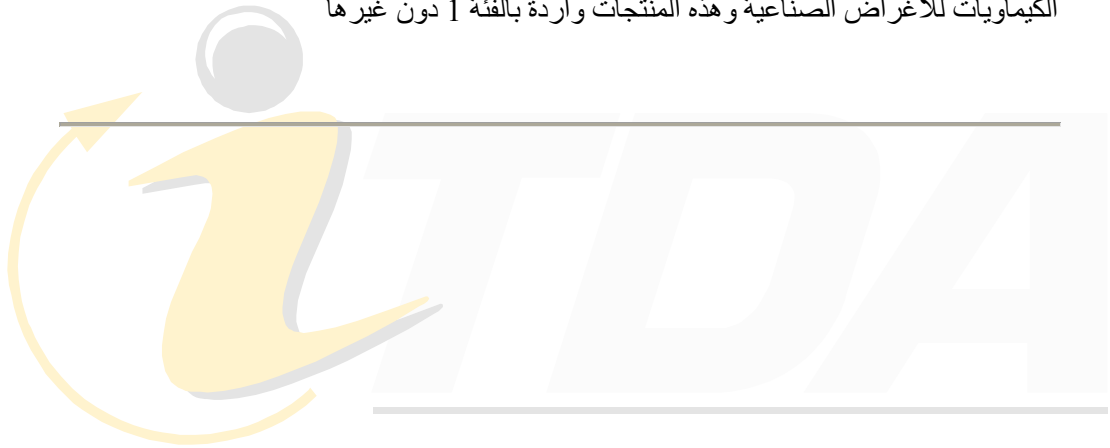 الكيماويات للأغراض الصناعية وهذه المنتجات واردة بالفئة 1 دون غيرها
iTDA